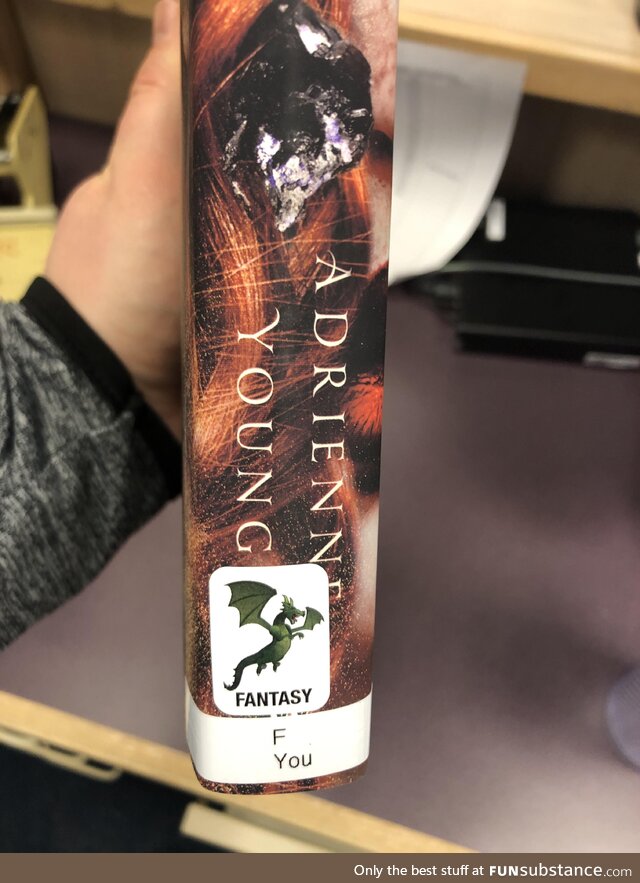 ADRIENNE
YOUNG
FANTASY
F
You
Only the best stuff at FUNsubstance.com